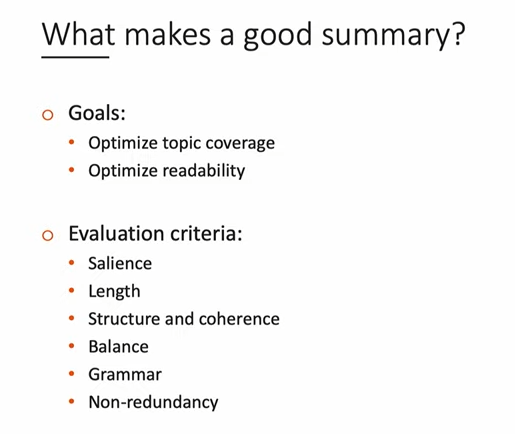 What makes a good summary?
Goals:
Optimize topic coverage
Optimize readability
Evaluation criteria:
Salience
Length
Structure and coherence
Balance
Grammar
Non-redundancy